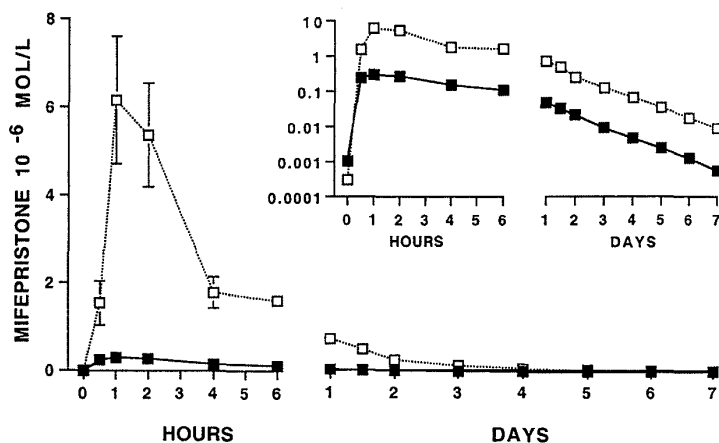 MIFEPRISTONE 10 -6 MOL/L
8
6
4
2
0
0 1 2 3 4 5 6
HOURS
10
1
0.1
0.01
0.001
0.0001
0 1 2 3 4 5 6
HOURS
1 2 3 4 5 6 7
DAYS
1 2 3 4 5 6 7
DAYS